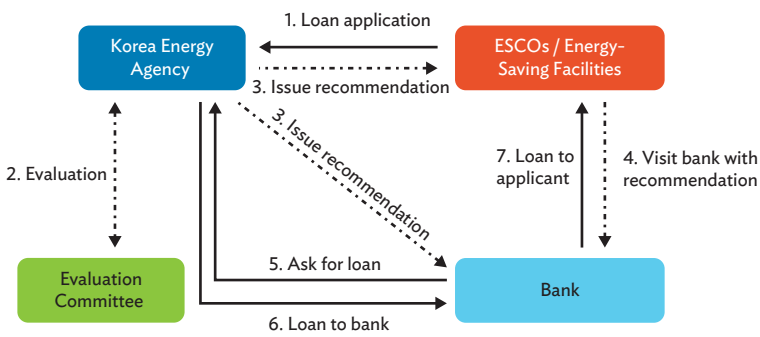 1. Loan application
Korea Energy
Agency
ESCOs / Energy-
Saving Facilities
3. Issue recommendation
3. Issue recommendation
2. Evaluation
7. Loan to
applicant
4. Visit bank with
recommendation
5. Ask for loan
Evaluation
Committee
Bank
6. Loan to bank